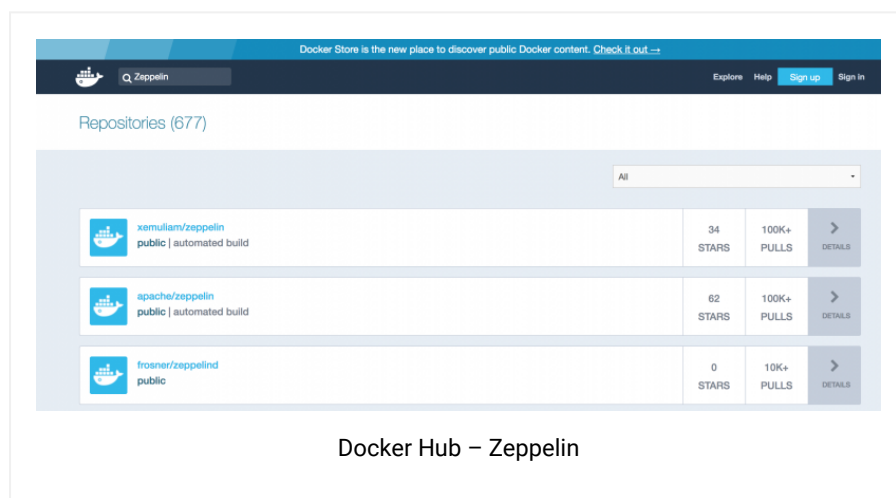 Docker Store is the new place to discover public Docker content. Check it out →
Zeppelin
Explore Help Sign up Sign in
Repositories (677)
All
xemuliam/zeppelin
public | automated build
34
STARS
100K+
PULLS
DETAILS
apache/zeppelin
public | automated build
62
STARS
100K+
PULLS
DETAILS
frosner/zeppelind
public
0
STARS
10K+
PULLS
DETAILS
Docker Hub – Zeppelin